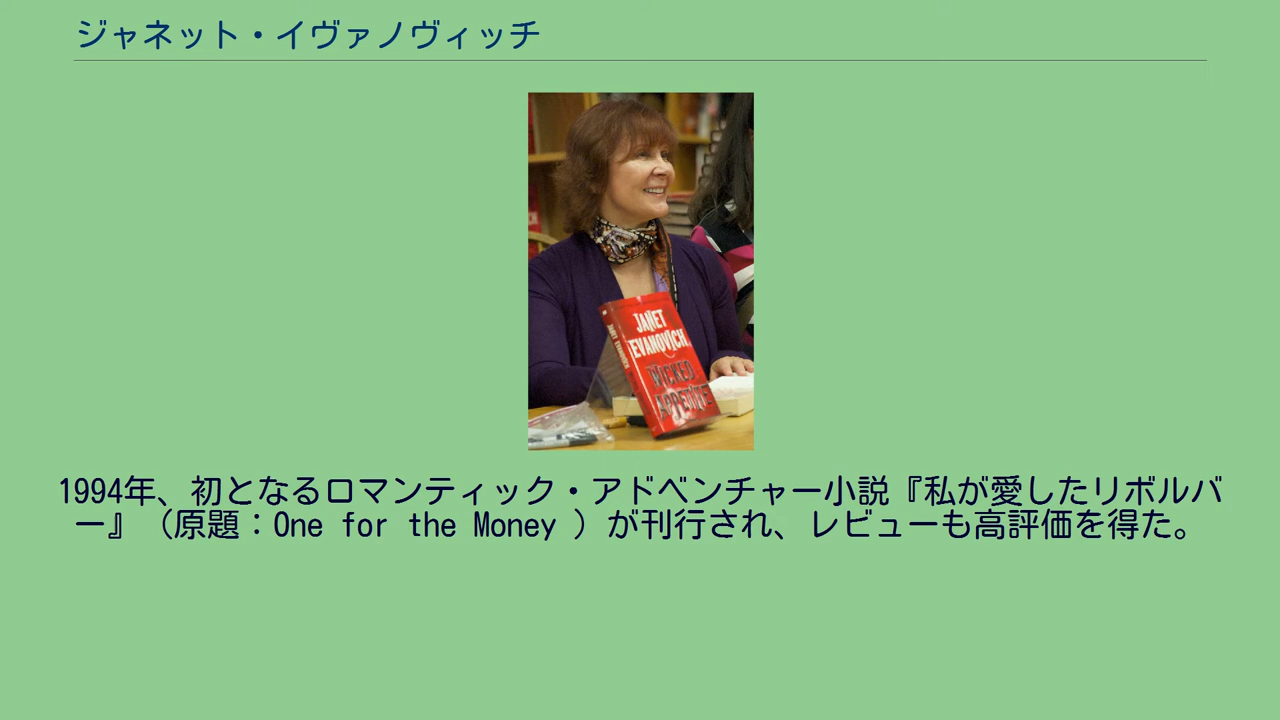 ジャネット・イヴァノヴィッチ
JANET
EVANOVICH
WICKED
APPETITE
JANET EVANOVICH
1994年、初となるロマンティック・アドベンチャー小説『私が愛したリボルバ
ー』（原題：One for the Money ）が刊行され、レビューも高評価を得た。